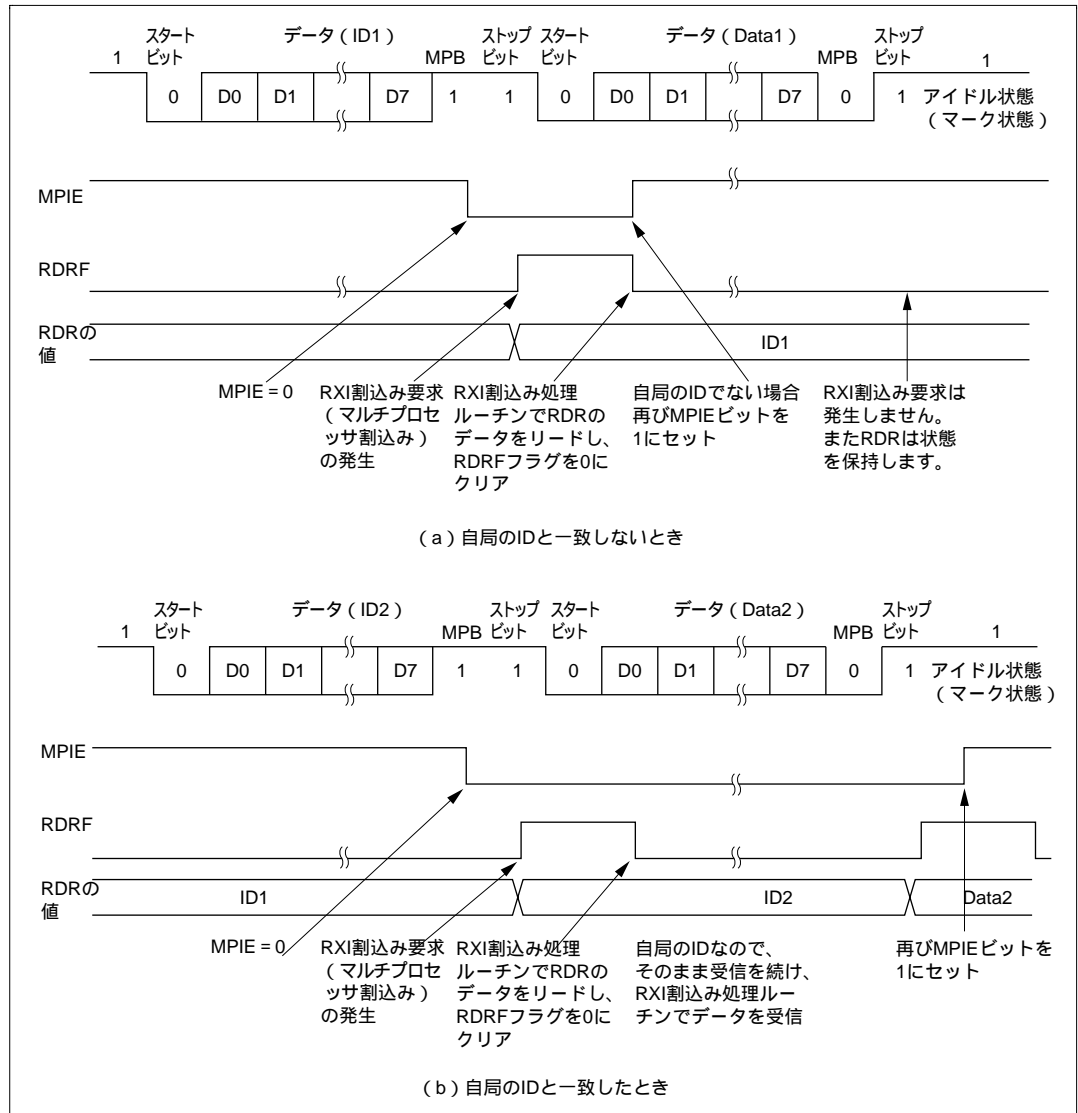 スタート データ（ID1） ストップ スタート データ（Data1） ストップ
1 ビット MPB ビット ビット MPB ビット 1
0 D0 D1 D7 1 1 0 D0 D1 D7 0 1 アイドル状態
（マーク状態）
MPIE
RDRF
RDRの
値
ID1
MPIE = 0
RXI割込み要求
（マルチプロセ
ッサ割込み）
の発生
RXI割込み処理
ルーチンでRDRの
データをリードし、
RDRFフラグを0に
クリア
自局のIDでない場合
再びMPIEビットを
1にセット
RXI割込み要求は
発生しません。
またRDRは状態
を保持します。
（a）自局のIDと一致しないとき
スタート データ（ID2） ストップ スタート データ（Data2） ストップ
1 ビット MPB ビット ビット MPB ビット 1
0 D0 D1 D7 1 1 0 D0 D1 D7 0 1 アイドル状態
（マーク状態）
MPIE
RDRF
RDRの
値
ID1 ID2 Data2
MPIE = 0
RXI割込み要求
（マルチプロセ
ッサ割込み）
の発生
RXI割込み処理
ルーチンでRDRの
データをリードし、
RDRFフラグを0に
クリア
自局のIDなので、
そのまま受信を続け、
RXI割込み処理ルー
チンでデータを受信
再びMPIEビットを
1にセット
（b）自局のIDと一致したとき